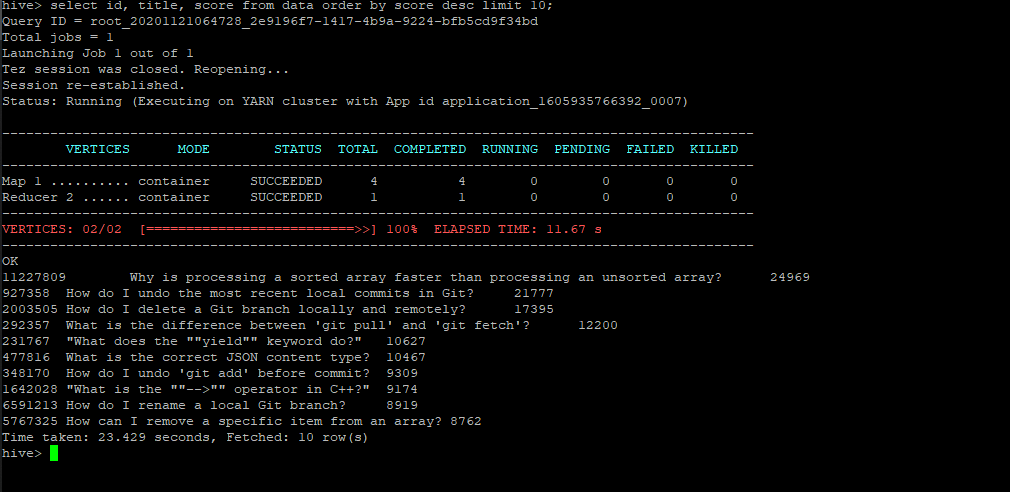 hive> select id, title, score from data order by score desc limit 10;
Query ID = root_20201121064728_2e9196f7-1417-4b9a-9224-bfb5cd9f34bd
Total jobs = 1
Launching Job 1 out of 1
Tez session was closed. Reopening...
Session re-established.
Status: Running (Executing on YARN cluster with App id application_1605935766392_0007)
----------------------------------------------------------------------------------------------
VERTICES MODE STATUS TOTAL COMPLETED RUNNING PENDING FAILED KILLED
----------------------------------------------------------------------------------------------
Map 1 .......... container SUCCEEDED 4 4 0 0 0 0
Reducer 2 ...... container SUCCEEDED 1 1 0 0 0 0
----------------------------------------------------------------------------------------------
VERTICES: 02/02 [==========================>>] 100% ELAPSED TIME: 11.67 s
----------------------------------------------------------------------------------------------
OK
11227809 Why is processing a sorted array faster than processing an unsorted array? 24969
927358 How do I undo the most recent local commits in Git? 21777
2003505 How do I delete a Git branch locally and remotely? 17395
292357 What is the difference between 'git pull' and 'git fetch'? 12200
231767 "What does the ""yield"" keyword do?" 10627
477816 What is the correct JSON content type? 10467
348170 How do I undo 'git add' before commit? 9309
1642028 "What is the ""-->"" operator in C++?" 9174
6591213 How do I rename a local Git branch? 8919
5767325 How can I remove a specific item from an array? 8762
Time taken: 23.429 seconds, Fetched: 10 row(s)
hive>